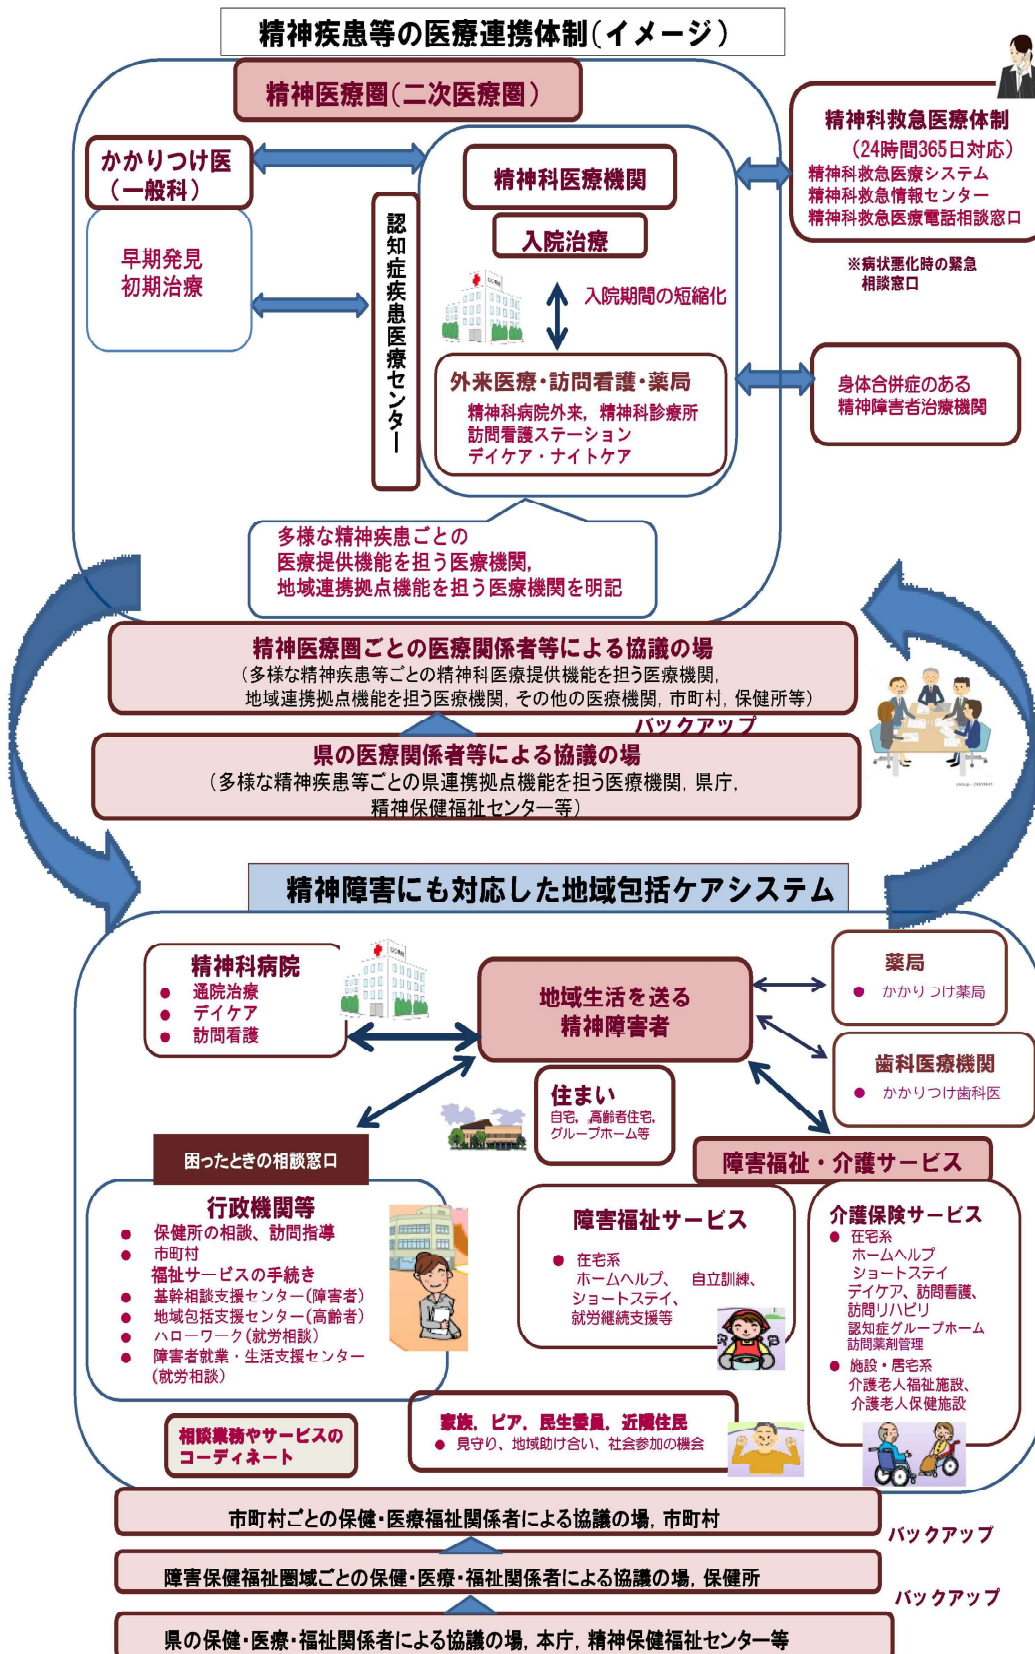 精神疾患等の医療連携体制(イメージ)
精神医療圏(二次医療圏)
精神科救急医療体制
(24時間365日対応)
精神科救急医療システム
精神科救急情報センター
精神科救急医療電話相談窓口
※病状悪化時の緊急
相談窓口
かかりつけ医
(一般科)
早期発見
初期治療
認知症疾患医療センター
精神科医療機関
入院治療
入院期間の短縮化
外来医療・訪問看護・薬局
精神科病院外来，精神科診療所
訪問看護ステーション
デイケア・ナイトケア
身体合併症のある
精神障害者治療機関
多様な精神疾患ごとの
医療提供機能を担う医療機関，
地域連携拠点機能を担う医療機関を明記
精神医療圏ごとの医療関係者等による協議の場
(多様な精神疾患等ごとの精神科医療提供機能を担う医療機関，
地域連携拠点機能を担う医療機関，その他の医療機関，市町村，保健所等)
バックアップ
県の医療関係者等による協議の場
(多様な精神疾患等ごとの県連携拠点機能を担う医療機関，県庁，
精神保健福祉センター等)
精神障害にも対応した地域包括ケアシステム
精神科病院
● 通院治療
● デイケア
● 訪問看護
地域生活を送る
精神障害者
薬局
● かかりつけ薬局
歯科医療機関
● かかりつけ歯科医
住まい
自宅，高齢者住宅，
グループホーム等
困ったときの相談窓口
行政機関等
● 保健所の相談、訪問指導
● 市町村
福祉サービスの手続き
● 基幹相談支援センター(障害者)
● 地域包括支援センター(高齢者)
● ハローワーク(就労相談)
● 障害者就業・生活支援センター
(就労相談)
障害福祉・介護サービス
障害福祉サービス
● 在宅系
ホームヘルプ、 自立訓練、
ショートステイ、
就労継続支援等
介護保険サービス
● 在宅系
ホームヘルプ
ショートステイ
デイケア、訪問看護、
訪問リハビリ
認知症グループホーム
訪問薬剤管理
● 施設・居宅系
介護老人福祉施設、
介護老人保健施設
相談業務やサービスの
コーディネート
家族，ピア，民生委員，近隣住民
● 見守り、地域助け合い、社会参加の機会
市町村ごとの保健・医療福祉関係者による協議の場，市町村
バックアップ
障害保健福祉圏域ごとの保健・医療・福祉関係者による協議の場，保健所
バックアップ
県の保健・医療・福祉関係者による協議の場，本庁，精神保健福祉センター等